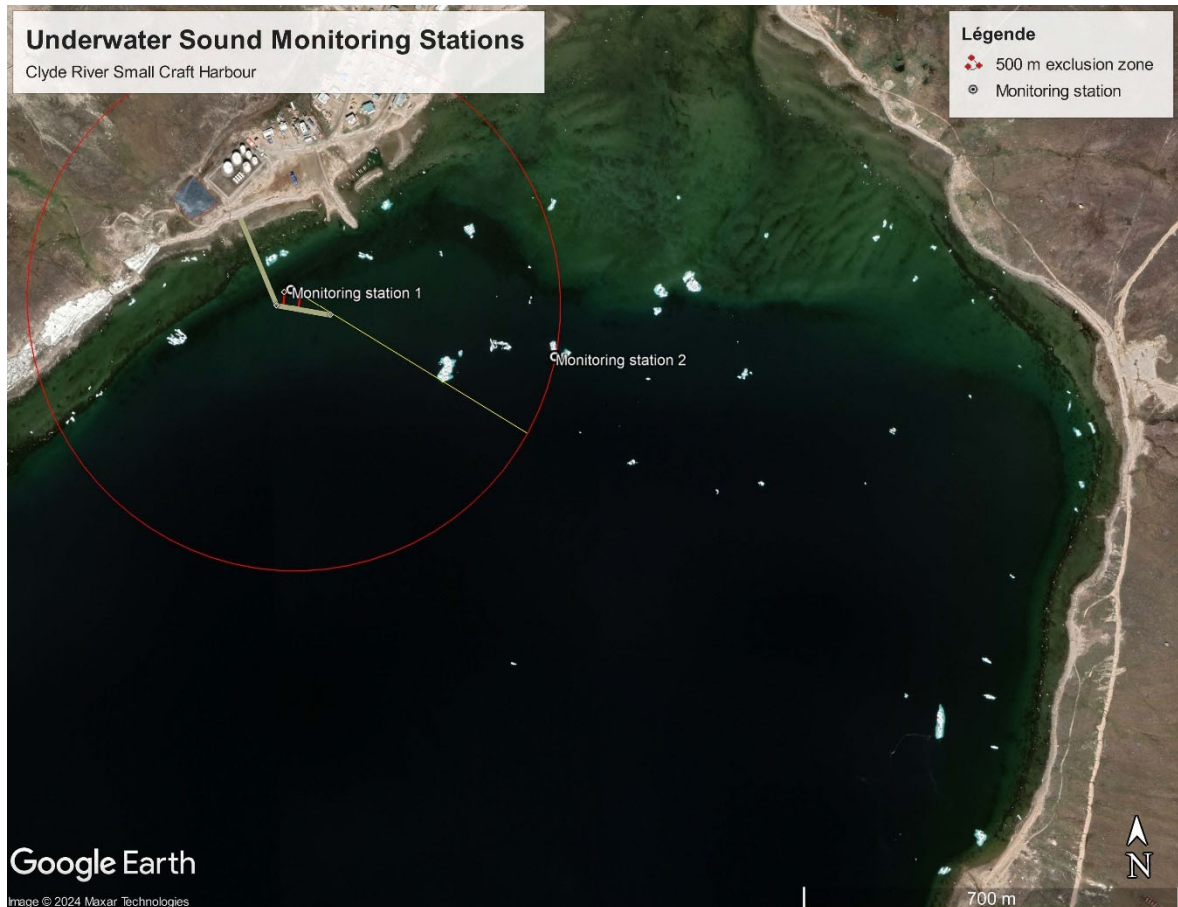 Underwater Sound Monitoring Stations
Clyde River Small Craft Harbour
Légende
500 m exclusion zone
Monitoring station
Monitoring station 1
Monitoring station 2
Google Earth
N
Image © 2024 Maxar Technologies
700 m